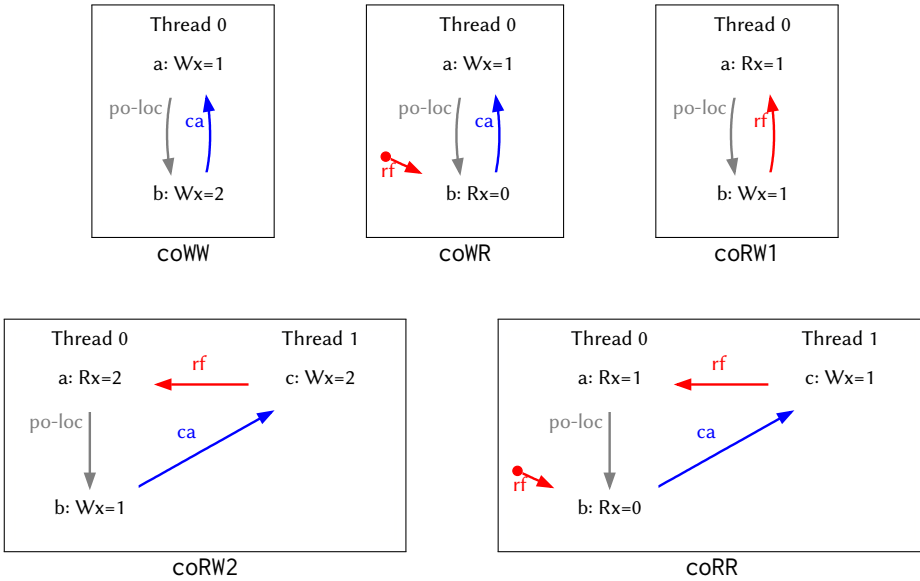 Thread 0
a: Wx=1
po-loc
ca
b: Wx=2
coWW
Thread 0
a: Wx=1
po-loc
ca
rf
b: Rx=0
coWR
Thread 0
a: Rx=1
po-loc
rf
b: Wx=1
coRW1
Thread 0 Thread 1
rf
a: Rx=2 c: Wx=2
po-loc
ca
b: Wx=1
coRW2
Thread 0 Thread 1
rf
a: Rx=1 c: Wx=1
po-loc
ca
rf
b: Rx=0
coRR